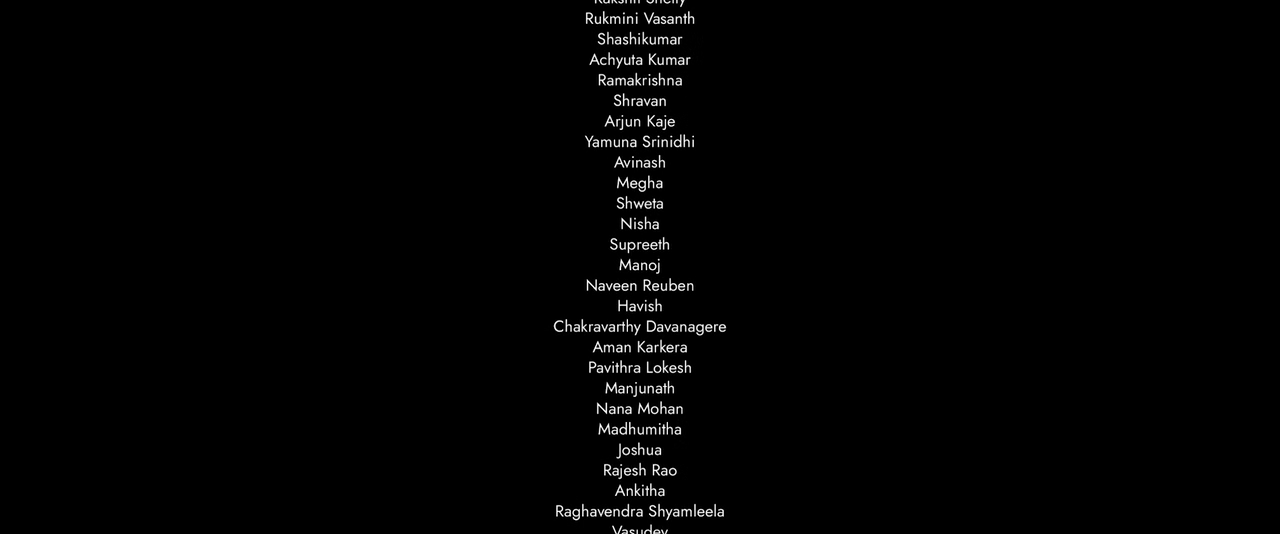 Rukmini Vasanth
Shashikumar
Achyuta Kumar
Ramakrishna
Shravan
Arjun Kaje
Yamuna Srinidhi
Avinash
Megha
Shweta
Nisha
Supreeth
Manoj
Naveen Reuben
Havish
Chakravarthy Davanagere
Aman Karkera
Pavithra Lokesh
Manjunath
Nana Mohan
Madhumitha
Joshua
Rajesh Rao
Ankitha
Raghavendra Shyamleela
Vasudev